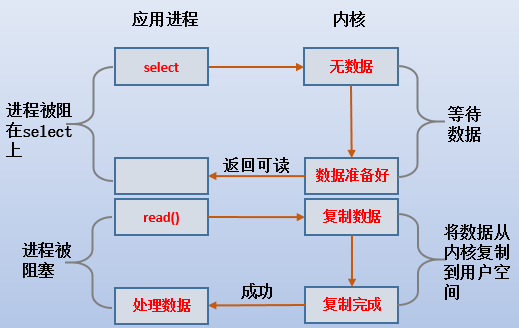 应用进程
内核
select
无数据
进程被阻
在select
上
等待
数据
返回可读
数据准备好
read()
复制数据
进程被
阻塞
将数据从
内核复制
到用户空
间
成功
处理数据
复制完成